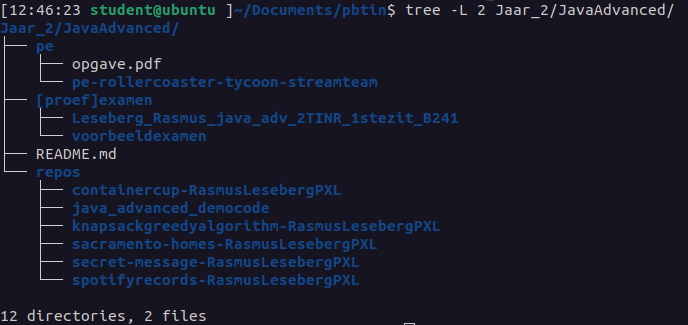 [12:46:23 student@ubuntu ]~/Documents/pbtin$ tree -L 2 Jaar_2/JavaAdvanced/
Jaar_2/JavaAdvanced/
├── pe
│   ├── opgave.pdf
│   └── pe-rollercoaster-tycoon-streamteam
├── [proef]examen
│   ├── Leseberg_Rasmus_java_adv_2TINR_1stezit_B241
│   └── voorbeeldexamen
├── README.md
└── repos
    ├── containercup-RasmusLesebergPXL
    ├── java_advanced_democode
    ├── knapsackgreedyalgorithm-RasmusLesebergPXL
    ├── sacramento-homes-RasmusLesebergPXL
    ├── secret-message-RasmusLesebergPXL
    └── spotifyrecords-RasmusLesebergPXL

12 directories, 2 files